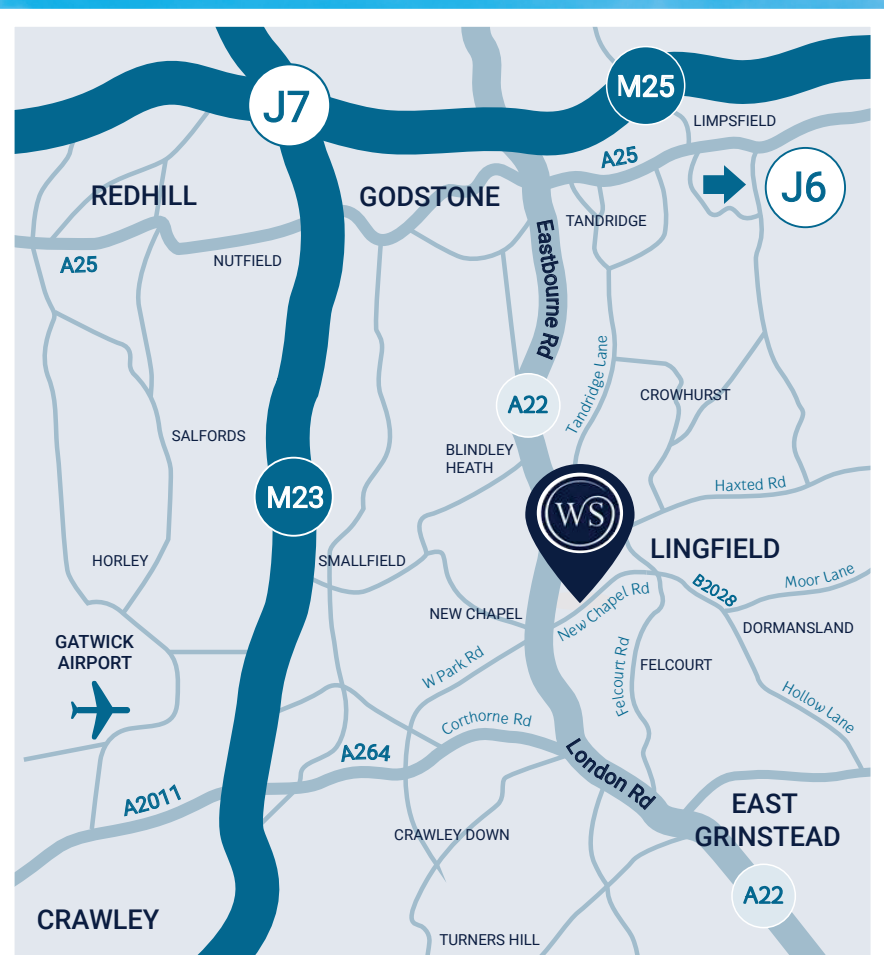 M25
J7
LIMPSFIELD
A25
REDHILL
GODSTONE
J6
TANDRIDGE
Eastbourne Rd
A25
NUTFIELD
Tandridge Lane
A22
CROWHURST
SALFORDS
BLINDLEY
HEATH
Haxted Rd
M23
WS
LINGFIELD
HORLEY
SMALLFIELD
B2028
Moor Lane
New Chapel Rd
NEW CHAPEL
DORMANSLAND
GATWICK
AIRPORT
W Park Rd
Felcourt Rd
FELCOURT
Hollow Lane
Corthorne Rd
A264
London Rd
A2011
EAST
GRINSTEAD
CRAWLEY DOWN
A22
CRAWLEY
TURNERS HILL